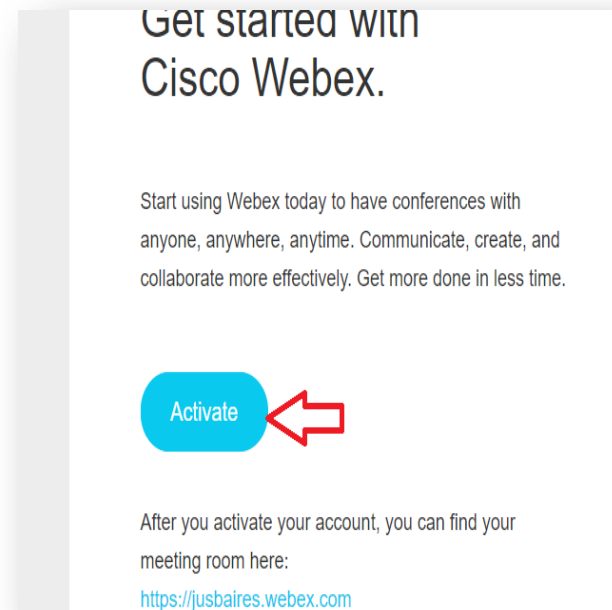 Get started with
Cisco Webex.
Start using Webex today to have conferences with
anyone, anywhere, anytime. Communicate, create, and
collaborate more effectively. Get more done in less time.
Activate
After you activate your account, you can find your
meeting room here:
https://jusbaires.webex.com